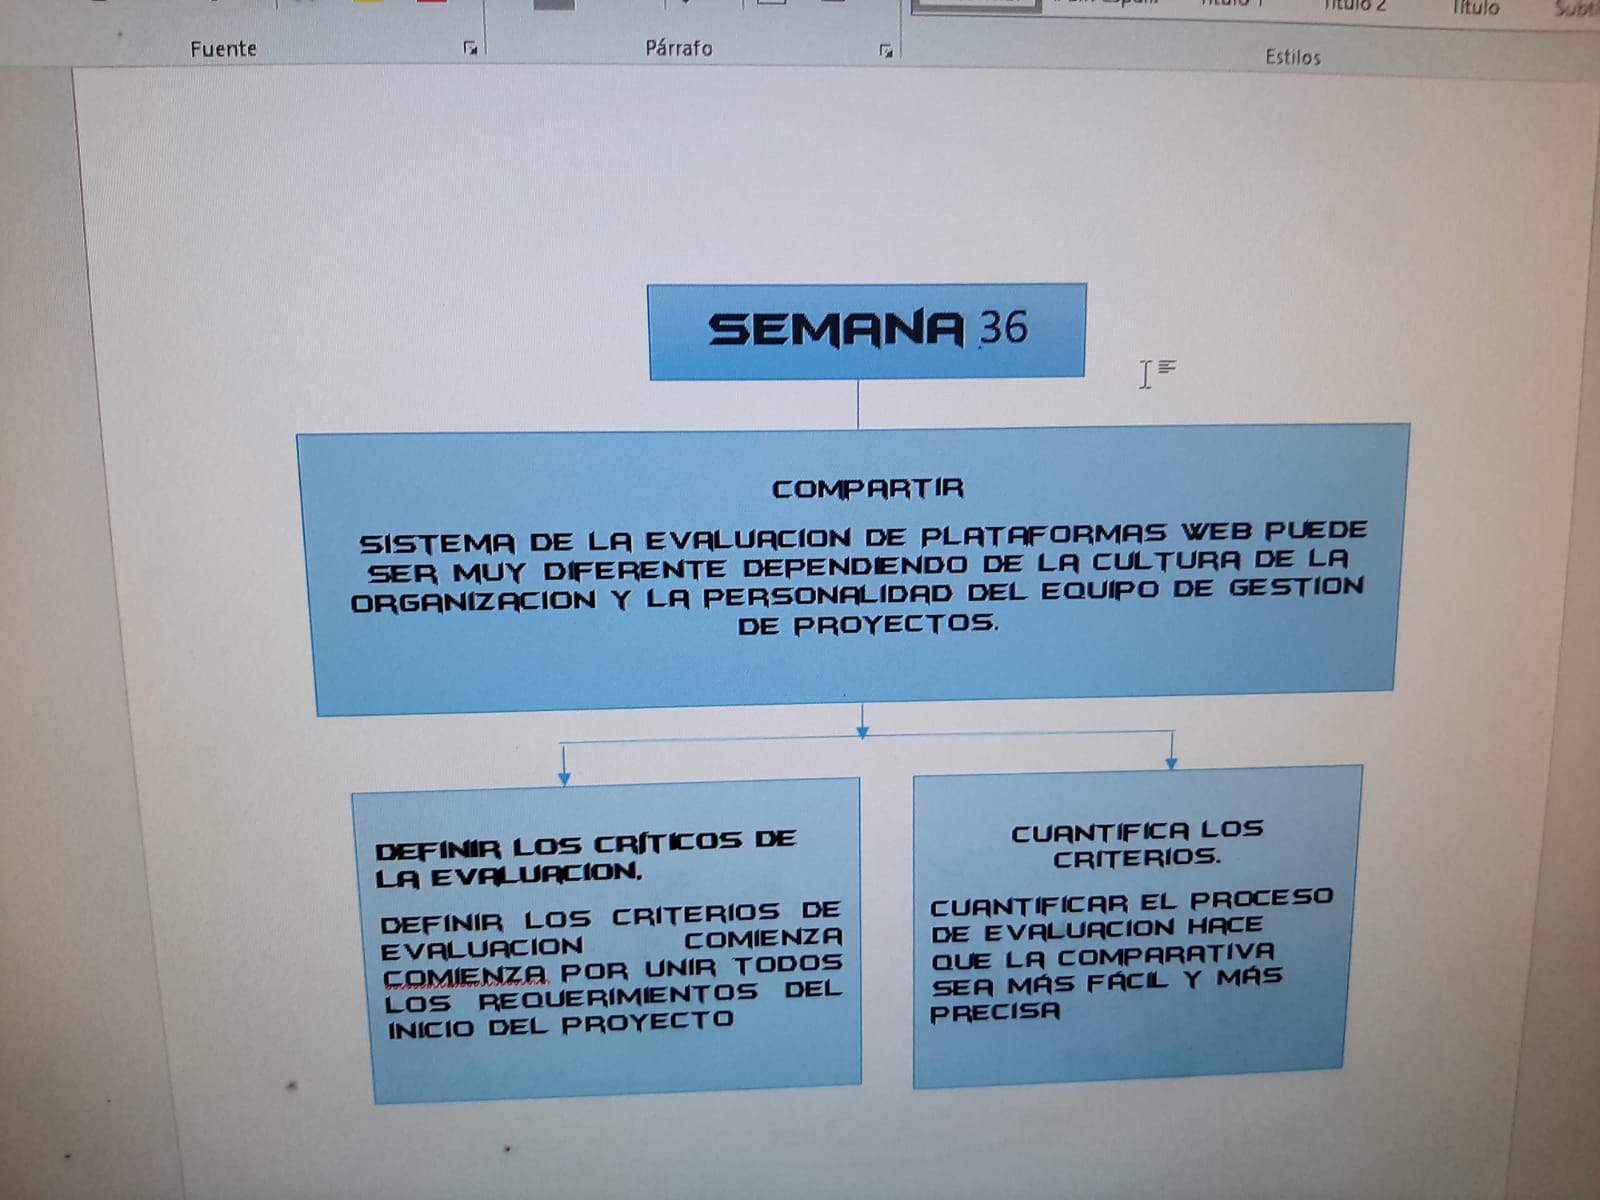 Fuente
Párrafo
Estilos
Título 2
Título
SEMANA 36
COMPARTIR
SISTEMA DE LA EVALUACION DE PLATAFORMAS WEB PUEDE
SER MUY DIFERENTE DEPENDIENDO DE LA CULTURA DE LA
ORGANIZACION Y LA PERSONALIDAD DEL EQUIPO DE GESTION
DE PROYECTOS.
DEFINIR LOS CRÍTICOS DE
LA EVALUACION,
DEFINIR LOS CRITERIOS DE
EVALUACION COMIENZA
COMIENZA POR UNIR TODOS
LOS REQUERIMIENTOS DEL
INICIO DEL PROYECTO
CUANTIFICA LOS
CRITERIOS.
CUANTIFICAR EL PROCESO
DE EVALUACION HACE
QUE LA COMPARATIVA
SEA MÁS FÁCIL Y MÁS
PRECISA